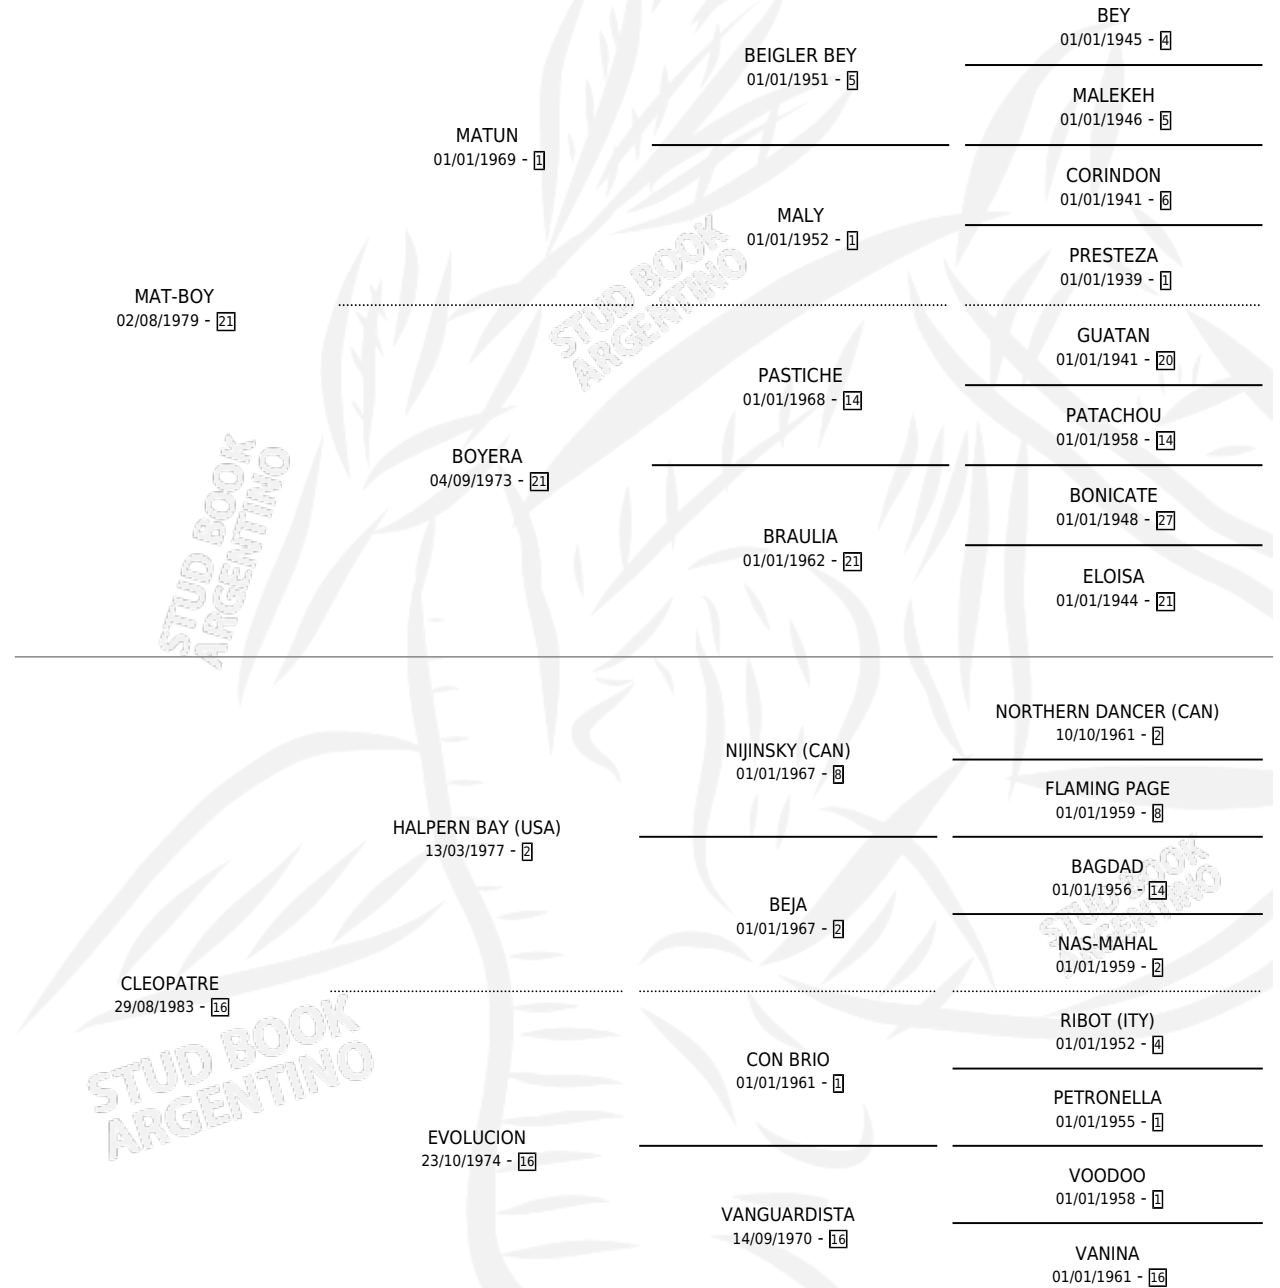 BEY
01/01/1945 - 4
BEIGLER BEY
01/01/1951 - 5
MALEKEH
01/01/1946 - 5
MATUN
01/01/1969 - 1
CORINDON
01/01/1941 - 6
MALY
01/01/1952 - 1
PRESTEZA
01/01/1939 - 1
MAT-BOY
02/08/1979 - 21
GUATAN
01/01/1941 - 20
PASTICHE
01/01/1968 - 14
PATACHOU
01/01/1958 - 14
BOYERA
04/09/1973 - 21
BONICATE
01/01/1948 - 27
BRAULIA
01/01/1962 - 21
ELOISA
01/01/1944 - 21
STUD BOOK
ARGENTINO
STUD BOOK
ARGENTINO
NORTHERN DANCER (CAN)
10/10/1961 - 2
NIJINSKY (CAN)
01/01/1967 - 8
FLAMING PAGE
01/01/1959 - 8
HALPERN BAY (USA)
13/03/1977 - 2
BAGDAD
01/01/1956 - 14
BEJA
01/01/1967 - 2
NAS-MAHAL
01/01/1959 - 2
CLEOPATRE
29/08/1983 - 16
RIBOT (ITY)
01/01/1952 - 4
CON BRIO
01/01/1961 - 1
PETRONELLA
01/01/1955 - 1
EVOLUCION
23/10/1974 - 16
VOODOO
01/01/1958 - 1
VANGUARDISTA
14/09/1970 - 16
VANINA
01/01/1961 - 16
STUD BOOK
ARGENTINO
STUD BOOK
ARGENTINO